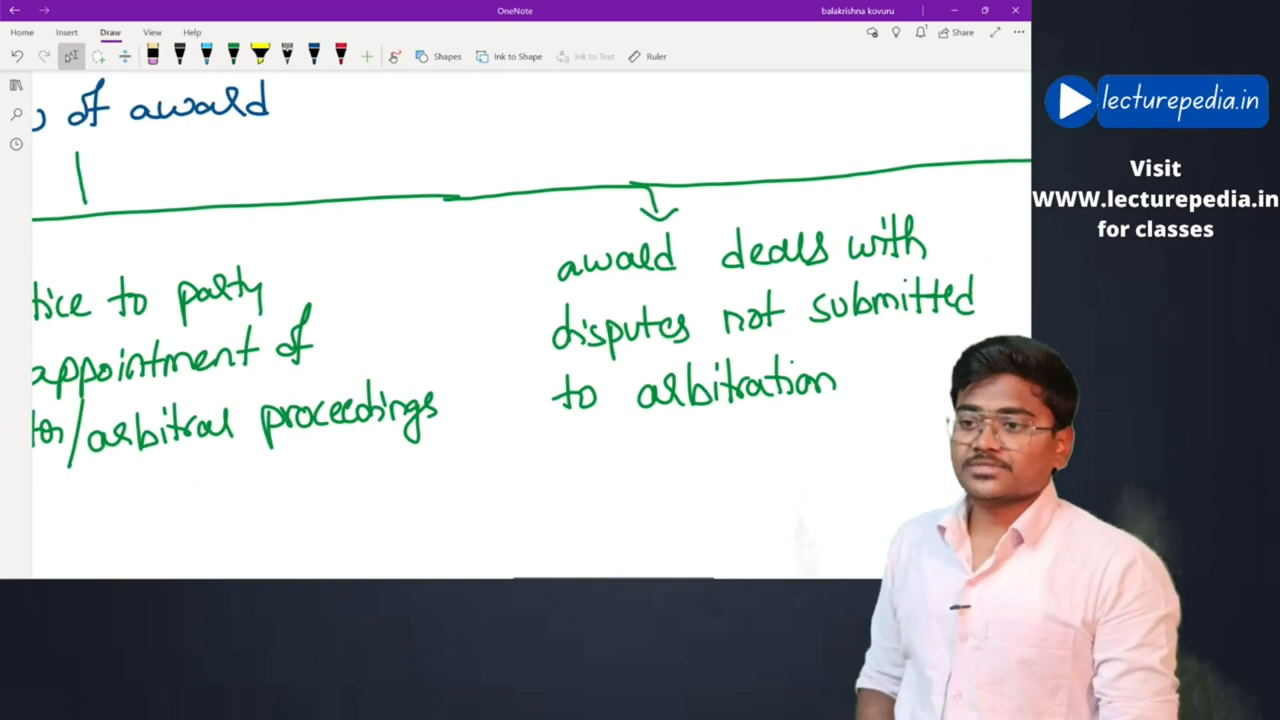 OneNote
balakrishna kovuru
Home
Insert
Draw
View
Help
Share
Shapes
Ink to Shape
Ink to Text
Ruler
of award
tice to party
appointment of
tor/arbitral proceedings
award deals with
disputes not submitted
to arbitration
lecturepedia.in
Visit
WWW.lecturepedia.in
for classes